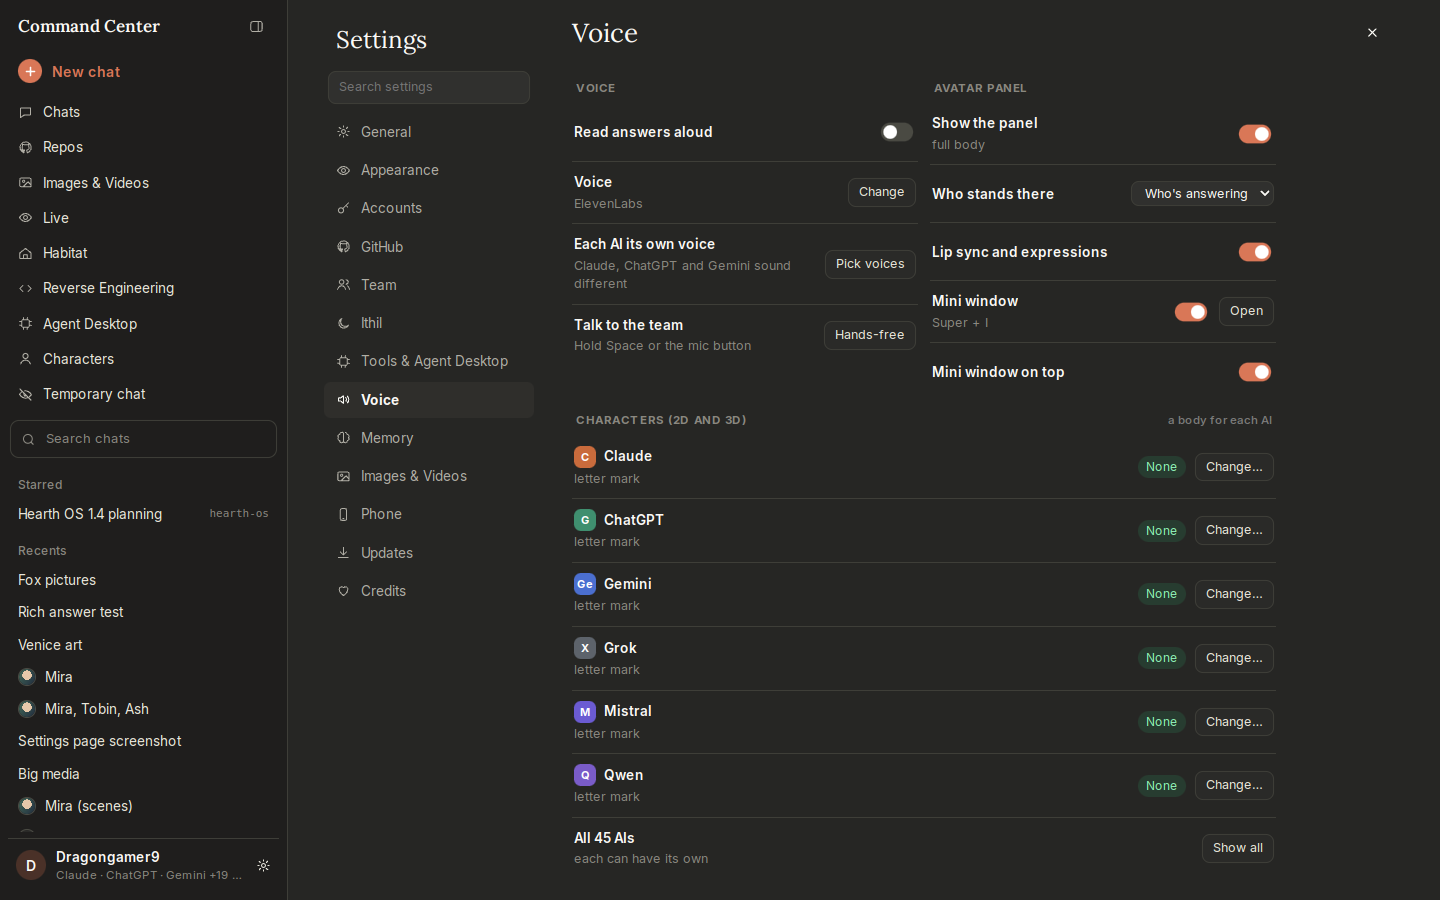 Command Center
New chat
Chats
Repos
Images & Videos
Live
Habitat
Reverse Engineering
Agent Desktop
Characters
Temporary chat
Search chats
Starred
Hearth OS 1.4 planning hearth-os
Recents
Fox pictures
Rich answer test
Venice art
Mira
Mira, Tobin, Ash
Settings page screenshot
Big media
Mira (scenes)
D
Dragongamer9
Claude · ChatGPT · Gemini +19 ...
Settings
Search settings
General
Appearance
Accounts
GitHub
Team
Ithil
Tools & Agent Desktop
Voice
Memory
Images & Videos
Phone
Updates
Credits
Voice
VOICE
Read answers aloud
Voice
ElevenLabs
Change
Each AI its own voice
Claude, ChatGPT and Gemini sound
different
Pick voices
Talk to the team
Hold Space or the mic button
Hands-free
AVATAR PANEL
Show the panel
full body
Who stands there
Who's answering
Lip sync and expressions
Mini window
Super + I
Open
Mini window on top
CHARACTERS (2D AND 3D)
a body for each AI
C Claude
letter mark
None
Change...
G ChatGPT
letter mark
None
Change...
Ge Gemini
letter mark
None
Change...
X Grok
letter mark
None
Change...
M Mistral
letter mark
None
Change...
Q Qwen
letter mark
None
Change...
All 45 AIs
each can have its own
Show all